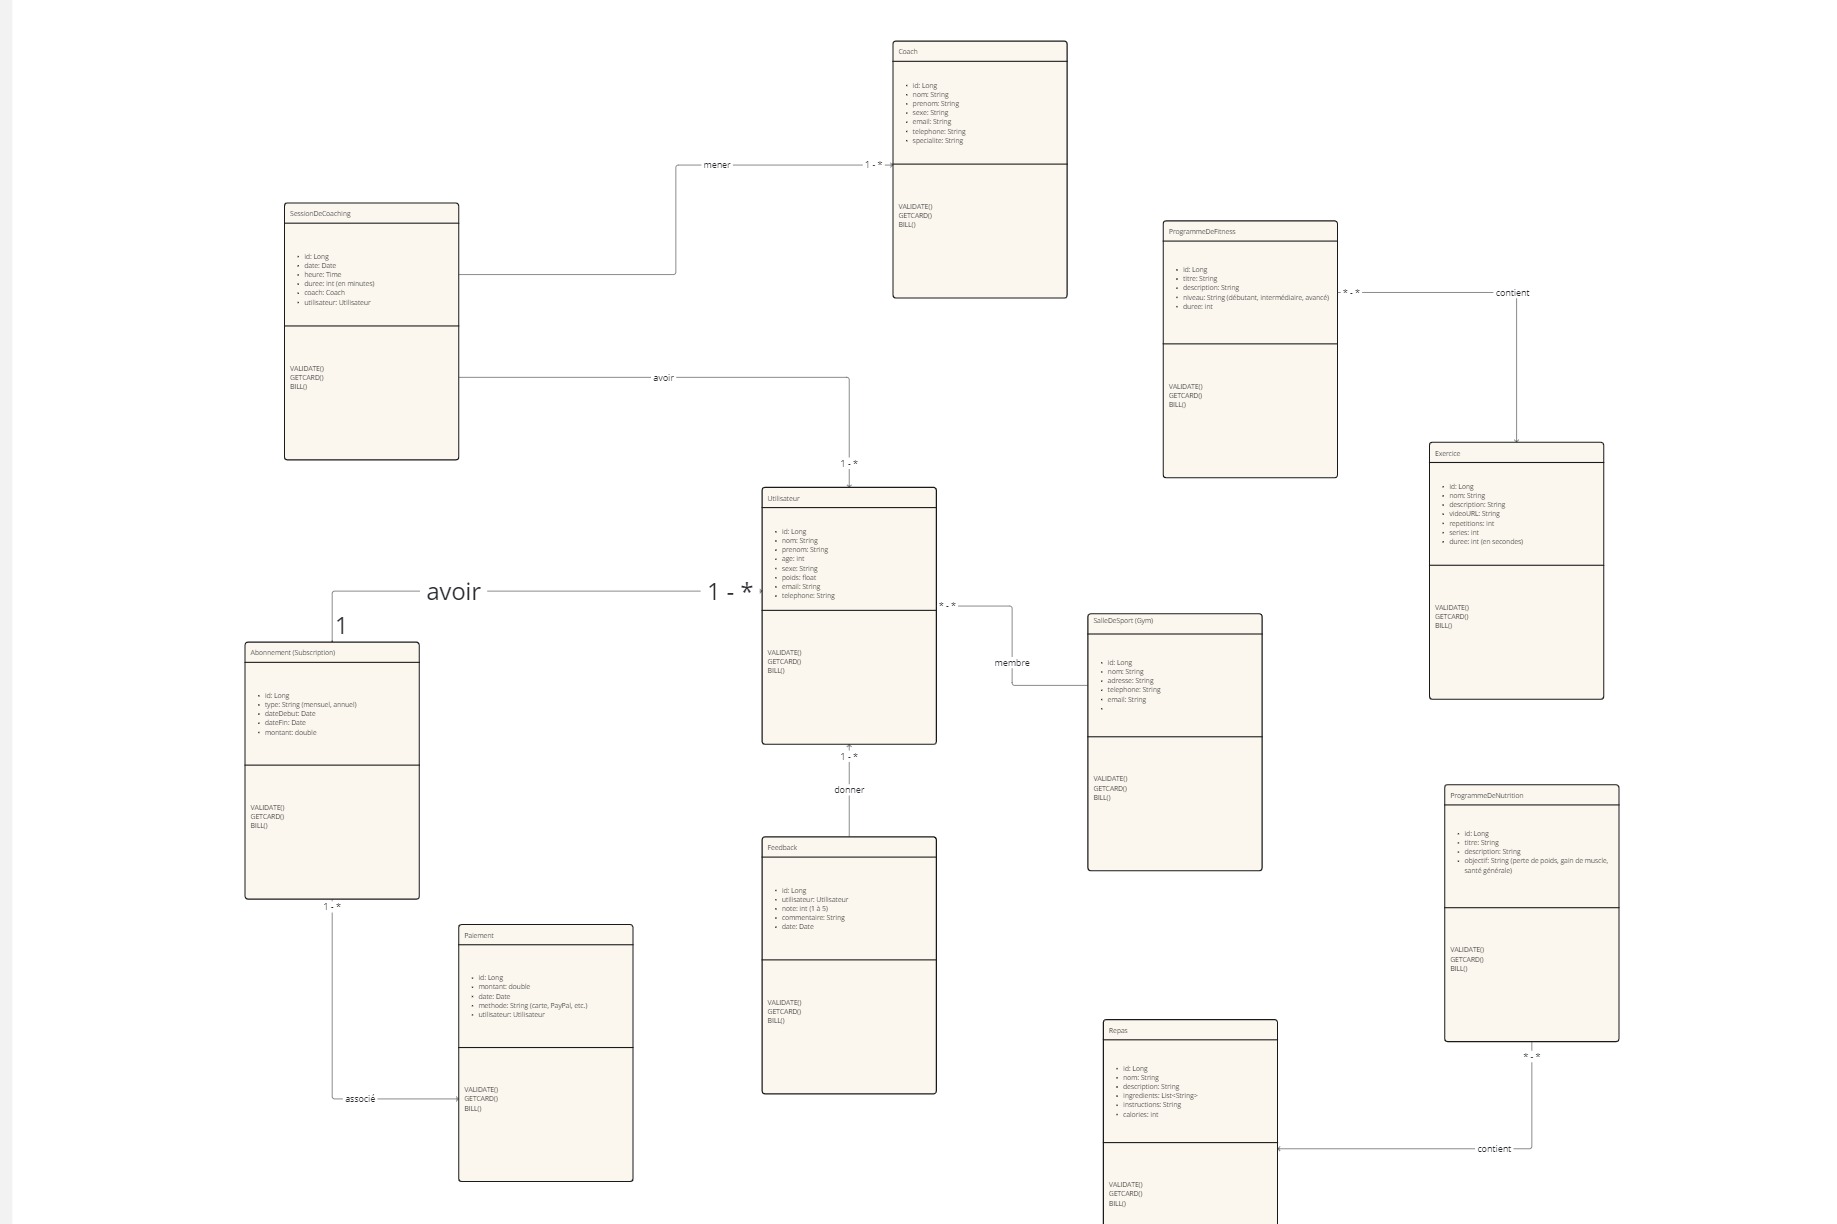 Coach
• id: Long
• nom: String
• prenom: String
• sexe: String
• email: String
• telephone: String
• specialite: String
VALIDATE()
GETCARD()
BILL()
mener
1 - *
SessionDeCoaching
• id: Long
• date: Date
• heure: Time
• duree: int (en minutes)
• coach: Coach
• utilisateur: Utilisateur
VALIDATE()
GETCARD()
BILL()
ProgrammeDeFitness
• id: Long
• titre: String
• description: String
• niveau: String (débutant, intermédiaire, avancé)
• duree: int
VALIDATE()
GETCARD()
BILL()
* - *
contient
avoir
1 - *
Exercice
• id: Long
• nom: String
• description: String
• videoURL: String
• repetitions: int
• series: int
• duree: int (en secondes)
VALIDATE()
GETCARD()
BILL()
Utilisateur
• id: Long
• nom: String
• prenom: String
• age: int
• sexe: String
• poids: float
• email: String
• telephone: String
VALIDATE()
GETCARD()
BILL()
avoir
1 - *
1
* - *
membre
Abonnement (Subscription)
• id: Long
• type: String (mensuel, annuel)
• dateDebut: Date
• dateFin: Date
• montant: double
VALIDATE()
GETCARD()
BILL()
SalleDeSport (Gym)
• id: Long
• nom: String
• adresse: String
• telephone: String
• email: String
•
VALIDATE()
GETCARD()
BILL()
1 - *
donner
Feedback
• id: Long
• utilisateur: Utilisateur
• note: int (1 à 5)
• commentaire: String
• date: Date
VALIDATE()
GETCARD()
BILL()
ProgrammeDeNutrition
• id: Long
• titre: String
• description: String
• objectif: String (perte de poids, gain de muscle,
santé générale)
VALIDATE()
GETCARD()
BILL()
1 - *
associé
Paiement
• id: Long
• montant: double
• date: Date
• methode: String (carte, PayPal, etc.)
• utilisateur: Utilisateur
VALIDATE()
GETCARD()
BILL()
Repas
• id: Long
• nom: String
• description: String
• ingredients: List<String>
• instructions: String
• calories: int
VALIDATE()
GETCARD()
BILL()
* - *
contient